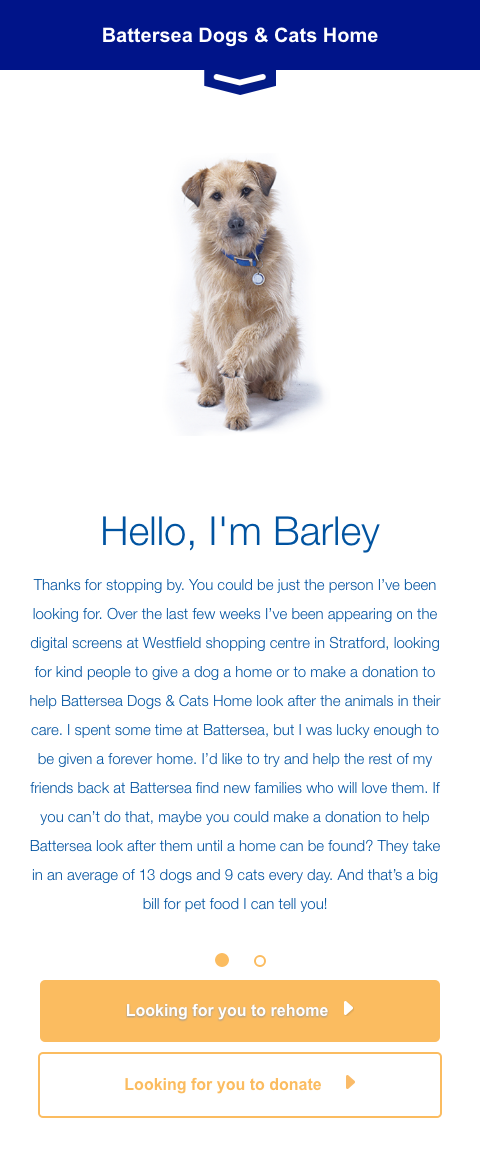 Battersea Dogs & Cats Home
Hello, I'm Barley
Thanks for stopping by. You could be just the person I’ve been
looking for. Over the last few weeks I’ve been appearing on the
digital screens at Westfield shopping centre in Stratford, looking
for kind people to give a dog a home or to make a donation to
help Battersea Dogs & Cats Home look after the animals in their
care. I spent some time at Battersea, but I was lucky enough to
be given a forever home. I’d like to try and help the rest of my
friends back at Battersea find new families who will love them. If
you can’t do that, maybe you could make a donation to help
Battersea look after them until a home can be found? They take
in an average of 13 dogs and 9 cats every day. And that’s a big
bill for pet food I can tell you!
Looking for you to rehome
Looking for you to donate